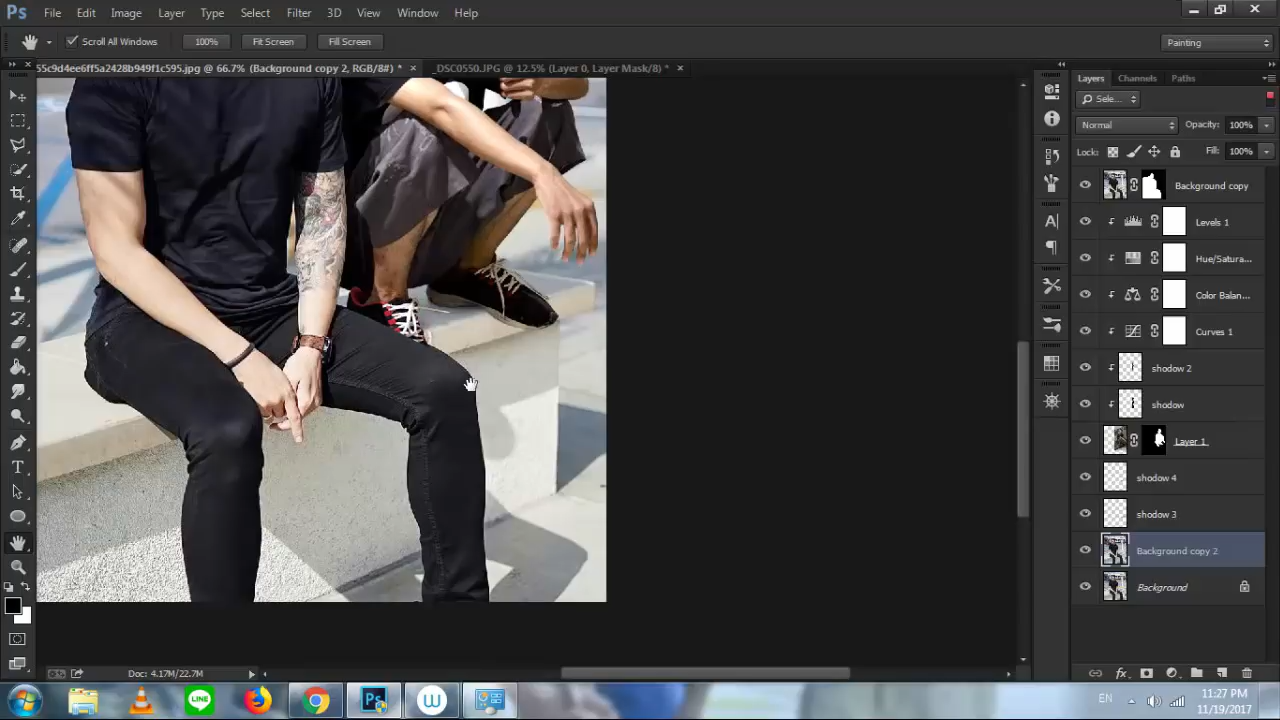 Ps File Edit Image Layer Type Select Filter 3D View Window Help
Scroll All Windows 100% Fit Screen Fill Screen Painting
55c9d4ee6ff5a2428b949f1c595.jpg @ 66.7% (Background copy 2, RGB/8#) * × _DSC0550.JPG @ 12.5% (Layer 0, Layer Mask/8) * ×
Layers Channels Paths
Sele...
Normal Opacity: 100%
Lock: Fill: 100%
Background copy
Levels 1
Hue/Satura...
Color Balan...
Curves 1
shadow 2
shadow
Layer 1
shodow 4
shodow 3
Background copy 2
Background
Doc: 4.17M/22.7M
LINE Ps W EN 11:27 PM
11/19/2017